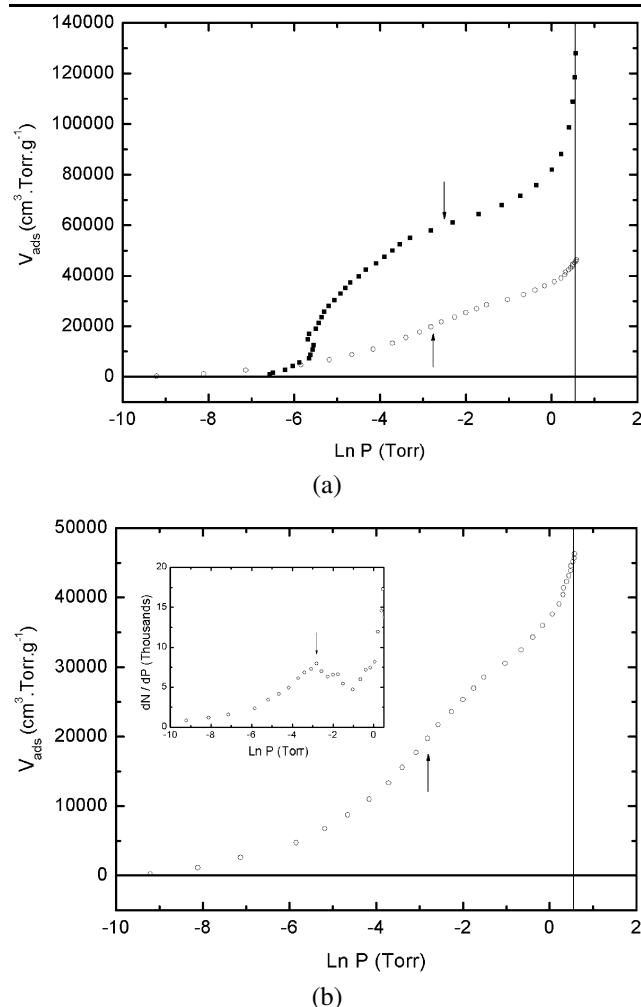 140000
120000
100000
80000
60000
40000
20000
0
V_ads (cm³.Torr.g⁻¹)
-10 -8 -6 -4 -2 0 2
Ln P (Torr)
(a)
50000
40000
30000
20000
10000
0
V_ads (cm³.Torr.g⁻¹)
20
15
10
5
0
dN / dP (Thousands)
-10 -8 -6 -4 -2 0
Ln P (Torr)
-10 -8 -6 -4 -2 0 2
Ln P (Torr)
(b)